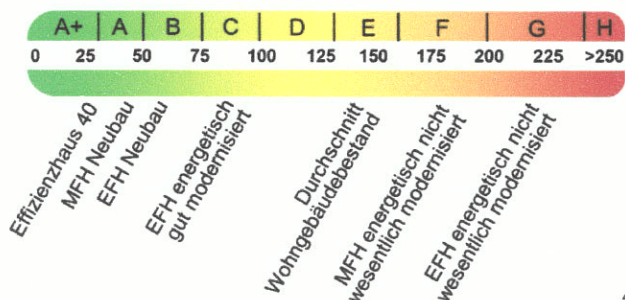 A+ A B C D E F G H
0 25 50 75 100 125 150 175 200 225 >250
Effizienzhaus 40
MFH Neubau
EFH Neubau
EFH energetisch
gut modernisiert
Durchschnitt
Wohngebäudebestand
MFH energetisch nicht
wesentlich modernisiert
EFH energetisch nicht
wesentlich modernisiert